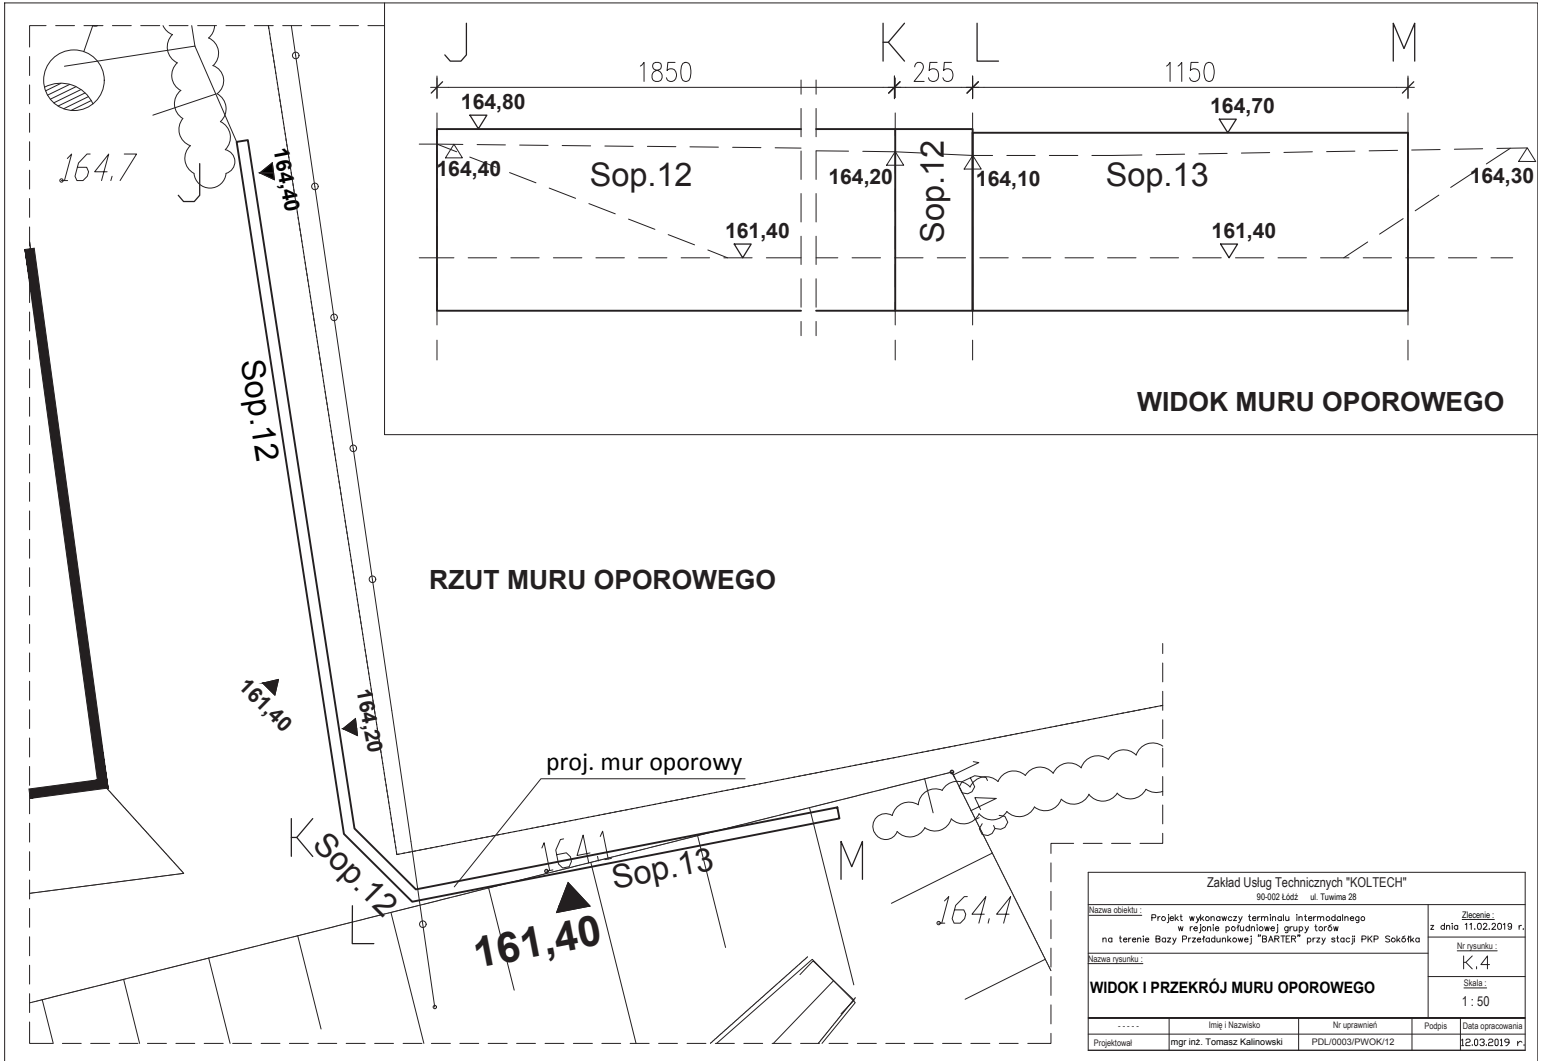 J
K
L
M
1850
255
1150
164,80
164,70
164,40
Sop.12
164,20
Sop.12
164,10
Sop.13
164,30
161,40
161,40
WIDOK MURU OPOROWEGO
164.7
J
164,40
Sop.12
RZUT MURU OPOROWEGO
161,40
164,20
proj. mur oporowy
K
Sop.12
L
164.1
Sop.13
M
161,40
164.4
Zakład Usług Technicznych "KOLTECH"
90-002 Łódź ul. Tuwima 28
Nazwa obiektu :
Projekt wykonawczy terminalu intermodalnego
w rejonie południowej grupy torów
na terenie Bazy Przeładunkowej "BARTER" przy stacji PKP Sokółka
Zlecenie :
z dnia 11.02.2019 r.
Nr rysunku :
K.4
Nazwa rysunku :
WIDOK I PRZEKRÓJ MURU OPOROWEGO
Skala :
1 : 50
- - - - - Imię i Nazwisko Nr uprawnień Podpis Data opracowania
Projektował mgr inż. Tomasz Kalinowski PDL/0003/PWOK/12 12.03.2019 r.